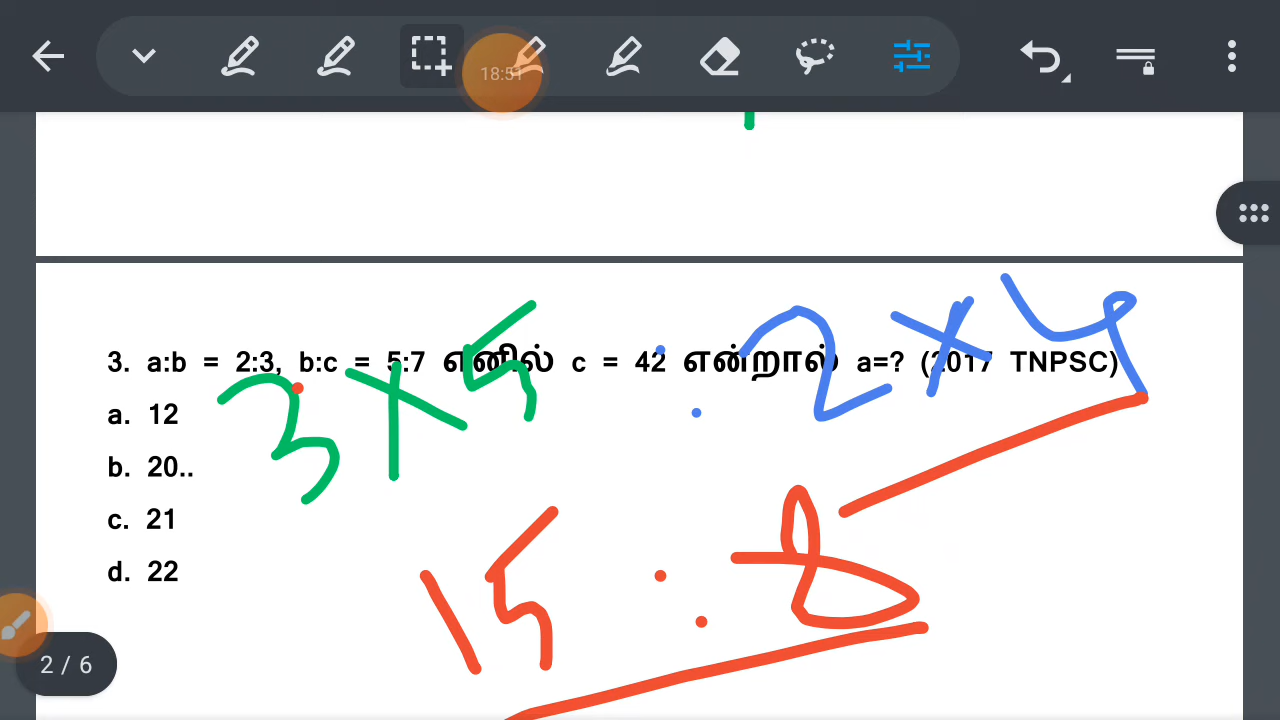 18:51
3. a:b = 2:3, b:c = 5:7 எனில் c = 42 என்றால் a=? (2017 TNPSC)
a. 12
b. 20..
c. 21
d. 22
3 X 5 : 2 X 4
15 : 8
2 / 6